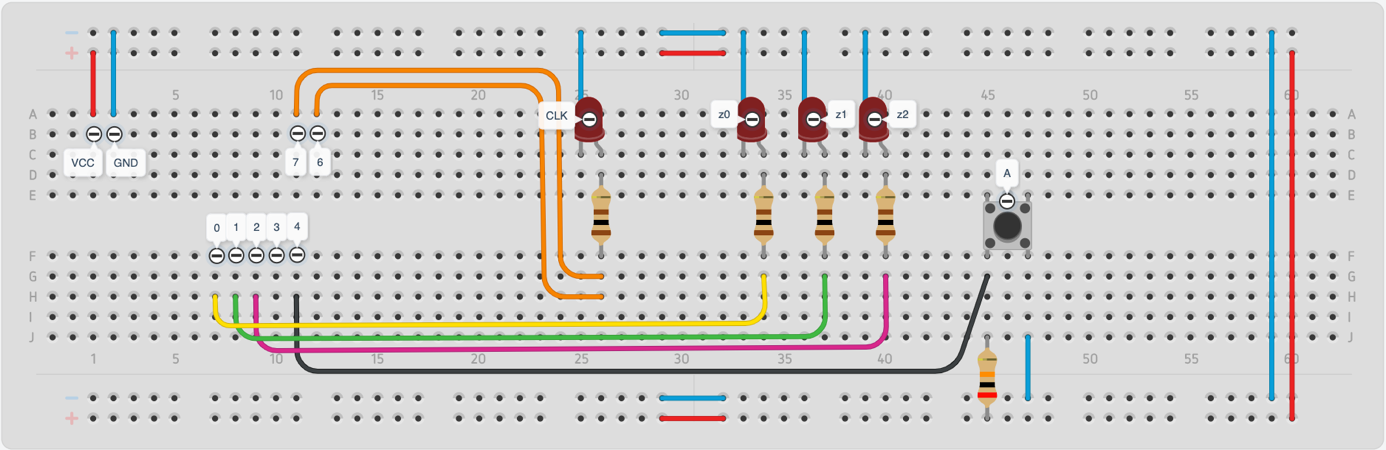 − −
+ +
5 10 15 20 25 30 35 40 45 50 55 60
A A
B B
C C
D D
E E
VCC GND 7 6 CLK z0 z1 z2 A
0 1 2 3 4
F F
G G
H H
I I
J J
1 5 10 15 20 25 30 35 40 50 55 60
− −
+ +